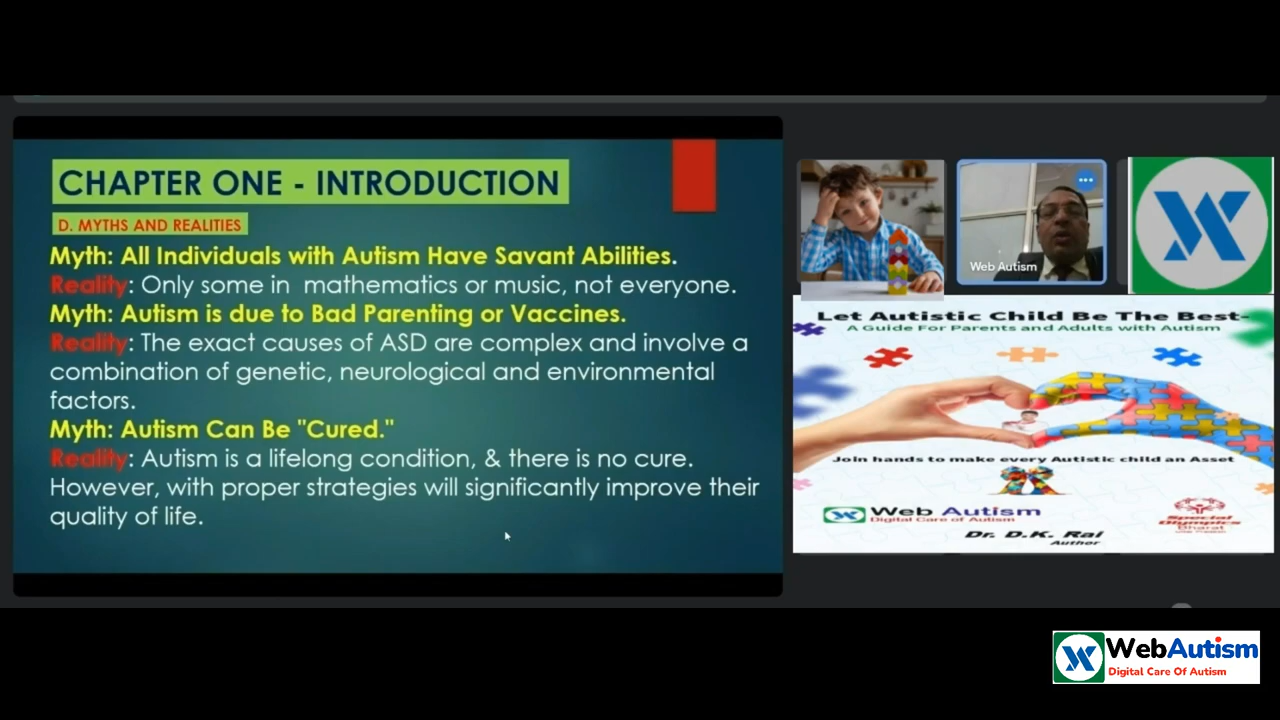 CHAPTER ONE - INTRODUCTION
D. MYTHS AND REALITIES
Myth: All Individuals with Autism Have Savant Abilities.
Reality: Only some in mathematics or music, not everyone.
Myth: Autism is due to Bad Parenting or Vaccines.
Reality: The exact causes of ASD are complex and involve a
combination of genetic, neurological and environmental
factors.
Myth: Autism Can Be "Cured."
Reality: Autism is a lifelong condition, & there is no cure.
However, with proper strategies will significantly improve their
quality of life.
Web Autism
Let Autistic Child Be The Best-
A Guide For Parents and Adults with Autism
Join hands to make every Autistic child an Asset
Web Autism
Digital Care of Autism
Special
Olympics
Bharat
Dr. D.K. Rai
Author
WebAutism
Digital Care Of Autism